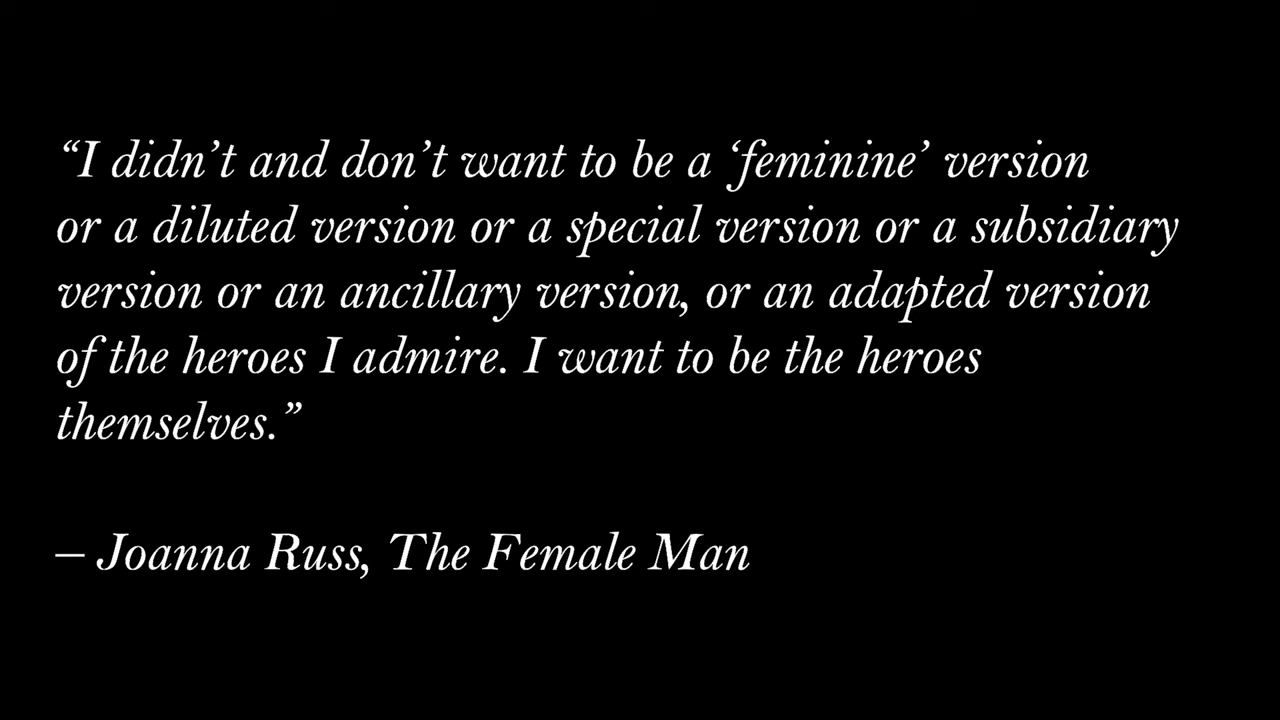 “I didn’t and don’t want to be a ‘feminine’ version
or a diluted version or a special version or a subsidiary
version or an ancillary version, or an adapted version
of the heroes I admire. I want to be the heroes
themselves.”
– Joanna Russ, The Female Man